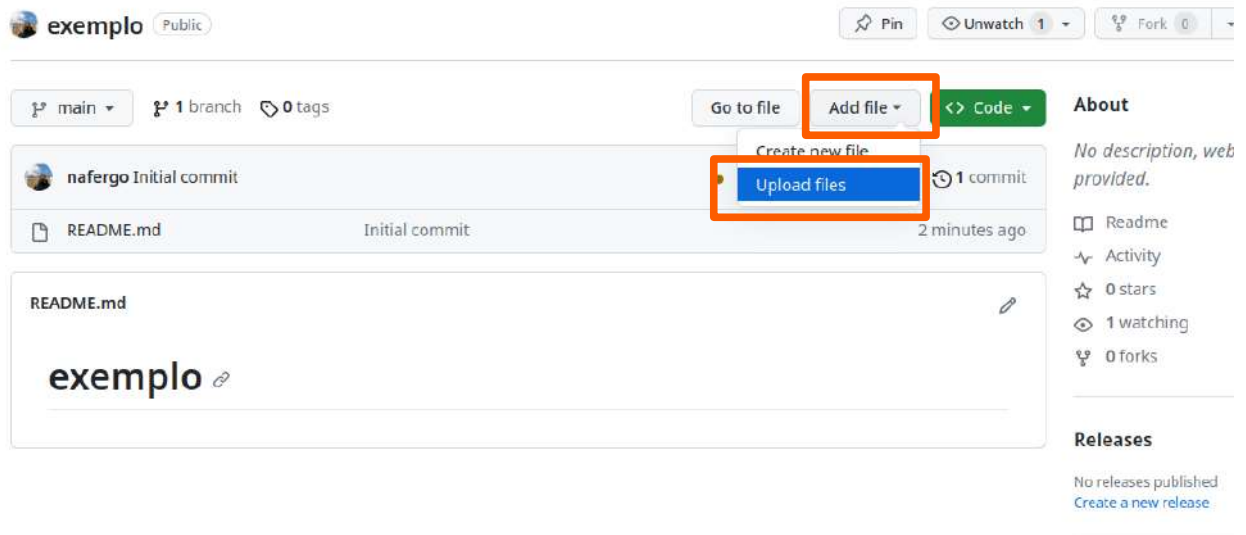 exemplo Public
Pin
Unwatch 1
Fork 0
main
1 branch
0 tags
Go to file
Add file
<> Code
Create new file
Upload files
nafergo Initial commit
1 commit
README.md
Initial commit
2 minutes ago
README.md
exemplo
About
No description, web
provided.
Readme
Activity
0 stars
1 watching
0 forks
Releases
No releases published
Create a new release